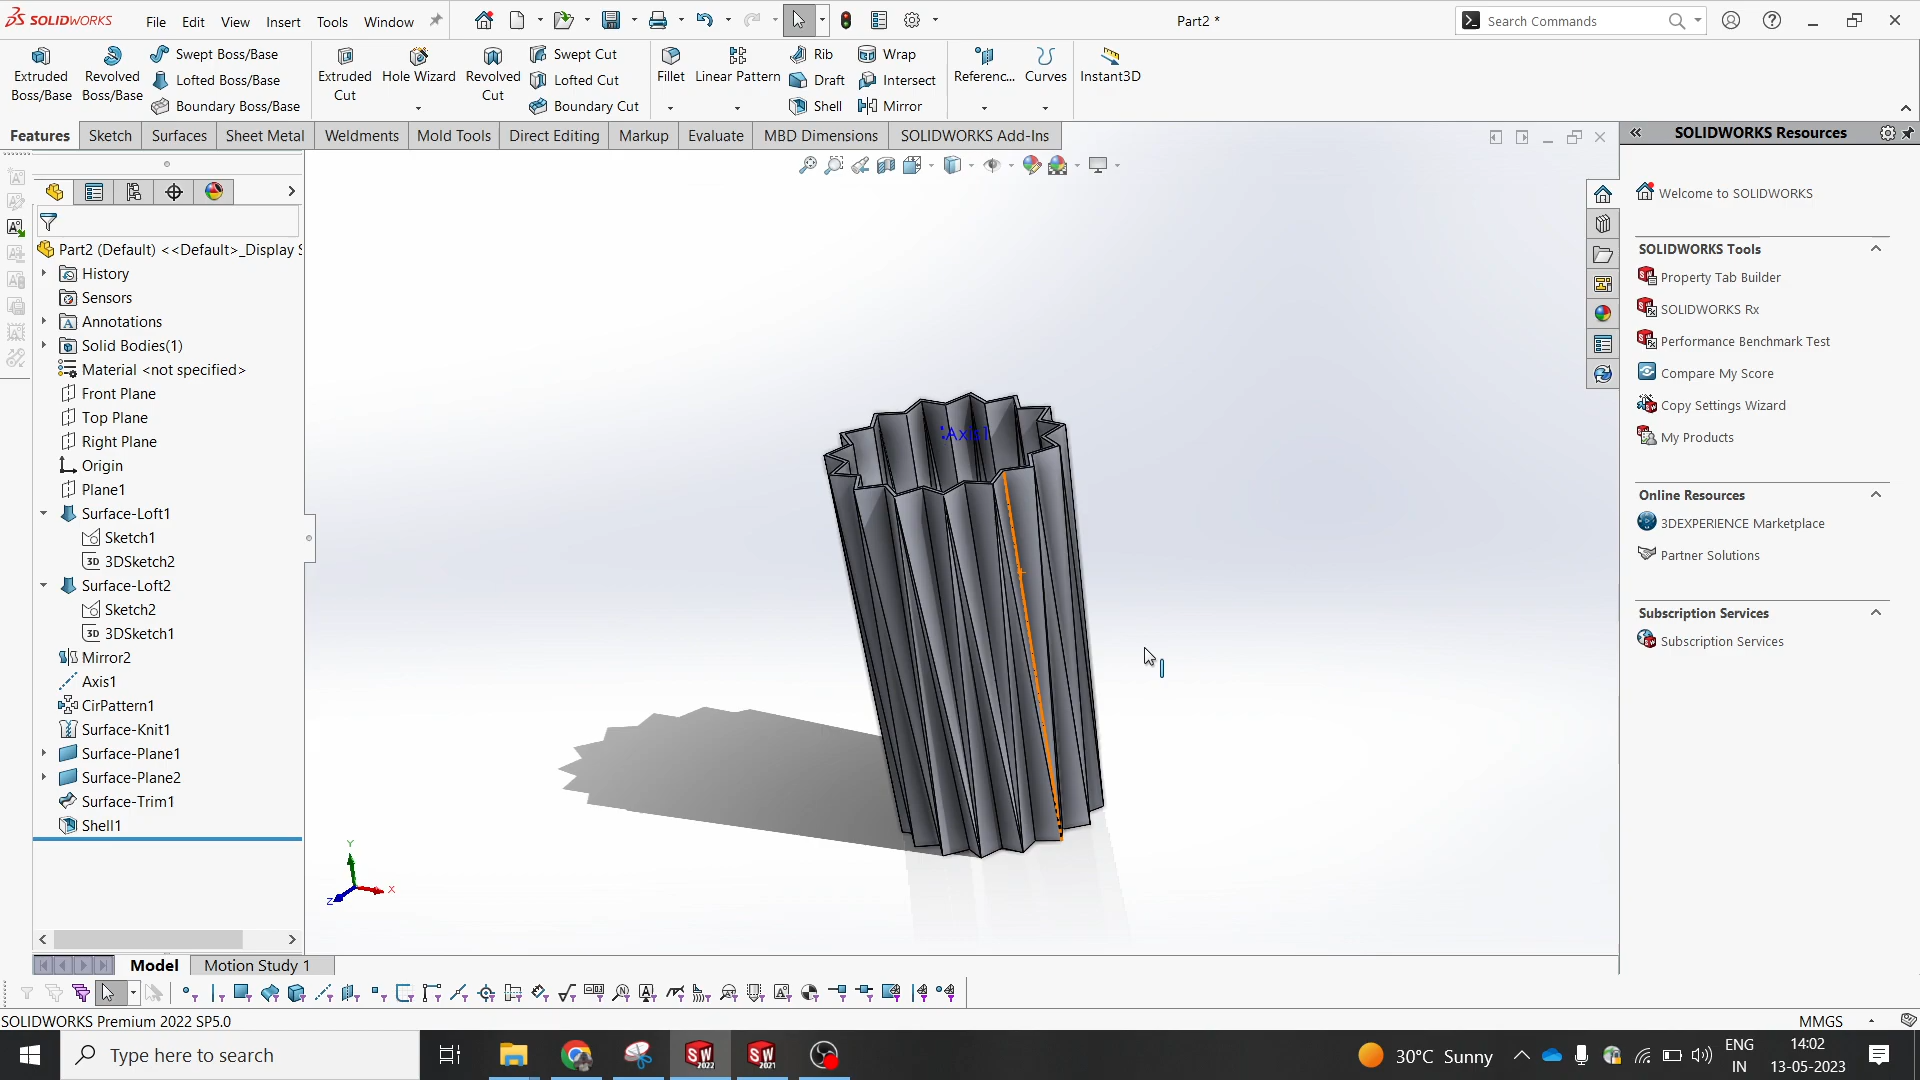 SOLIDWORKS File Edit View Insert Tools Window Part2 * Search Commands
Extruded Boss/Base
Revolved Boss/Base
Swept Boss/Base
Lofted Boss/Base
Boundary Boss/Base
Extruded Cut
Hole Wizard
Revolved Cut
Swept Cut
Lofted Cut
Boundary Cut
Fillet
Linear Pattern
Rib
Draft
Shell
Wrap
Intersect
Mirror
Referenc...
Curves
Instant3D
Features Sketch Surfaces Sheet Metal Weldments Mold Tools Direct Editing Markup Evaluate MBD Dimensions SOLIDWORKS Add-Ins
Part2 (Default) <<Default>_Display S
History
Sensors
Annotations
Solid Bodies(1)
Material <not specified>
Front Plane
Top Plane
Right Plane
Origin
Plane1
Surface-Loft1
Sketch1
3D 3DSketch2
Surface-Loft2
Sketch2
3D 3DSketch1
Mirror2
Axis1
CirPattern1
Surface-Knit1
Surface-Plane1
Surface-Plane2
Surface-Trim1
Shell1
Axis1
Y
X
Z
SOLIDWORKS Resources
Welcome to SOLIDWORKS
SOLIDWORKS Tools
Property Tab Builder
SOLIDWORKS Rx
Performance Benchmark Test
Compare My Score
Copy Settings Wizard
My Products
Online Resources
3DEXPERIENCE Marketplace
Partner Solutions
Subscription Services
Subscription Services
Model Motion Study 1
SOLIDWORKS Premium 2022 SP5.0 MMGS
Type here to search
SW 2022
SW 2021
30°C Sunny
ENG
IN
14:02
13-05-2023